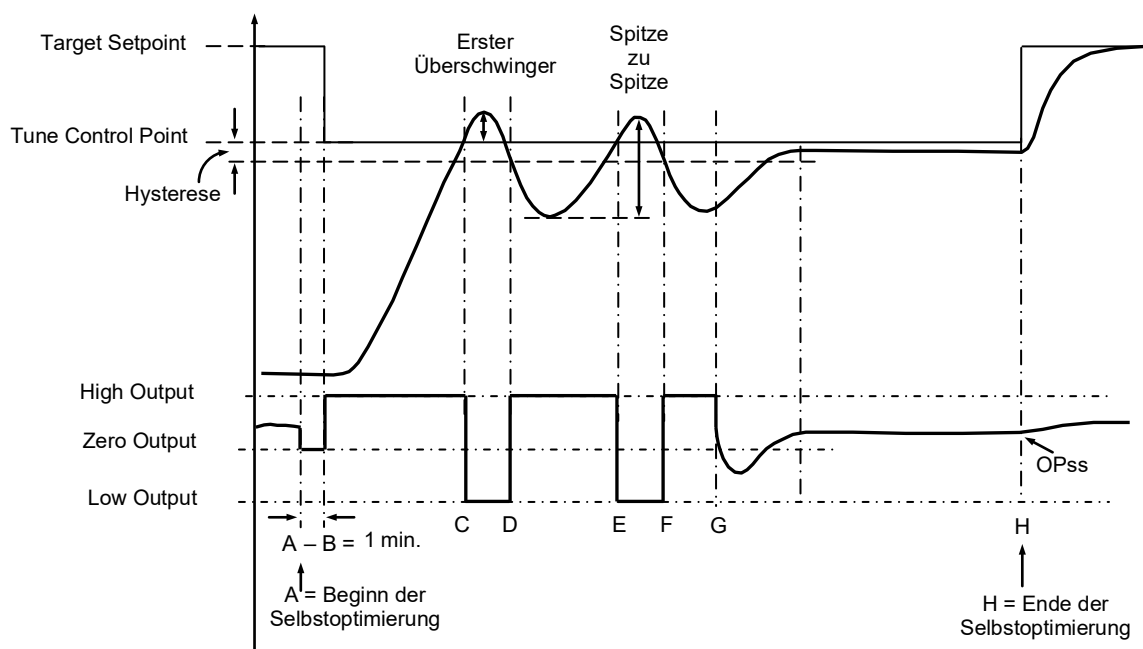 Target Setpoint
Erster
Überschwinger
Spitze
zu
Spitze
Tune Control Point
Hysterese
High Output
Zero Output
Low Output
OPss
C
D
E
F
G
H
A – B = 1 min.
A = Beginn der
Selbstoptimierung
H = Ende der
Selbstoptimierung